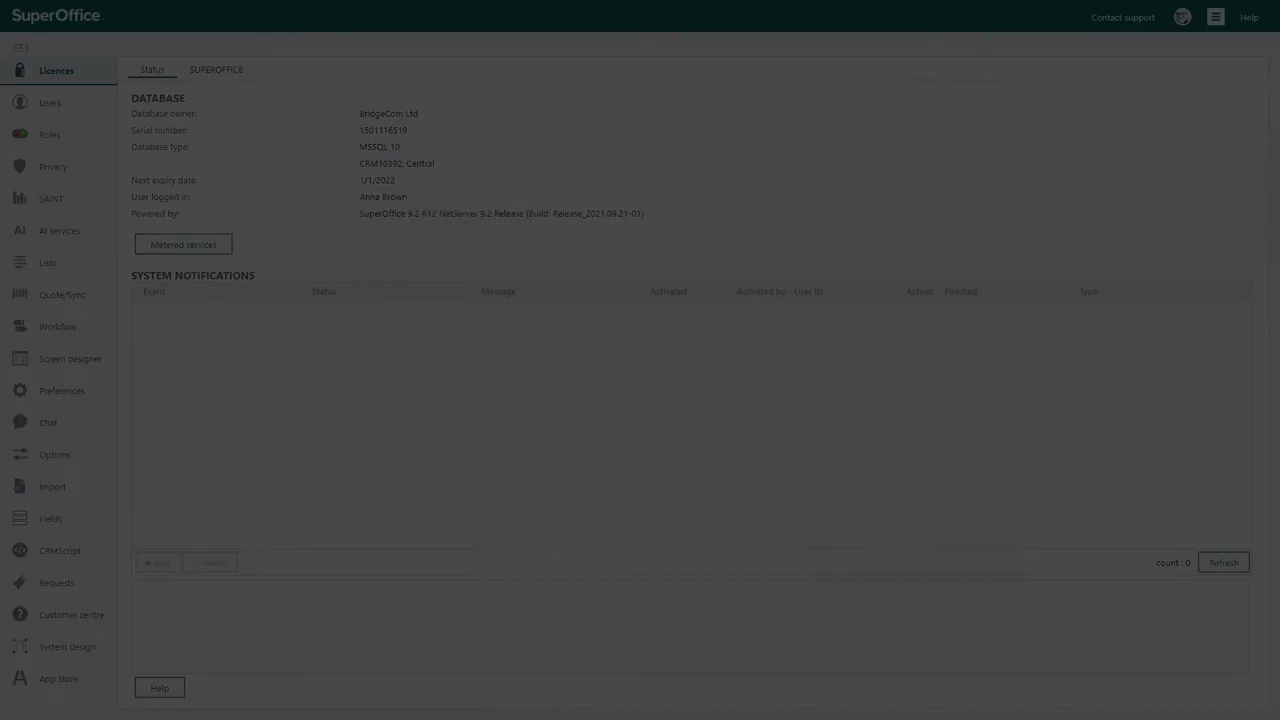 SuperOffice
Contact support
Help
Licences
Users
Roles
Privacy
SAINT
AI services
Lists
Quote/Sync
Workflow
Screen designer
Preferences
Chat
Options
Import
Fields
CRMScript
Requests
Customer centre
System design
App Store
Status SUPEROFFICE
DATABASE
Database owner: BridgeCom Ltd
Serial number: 1501116519
Database type: MSSQL 10
CRM10392, Central
Next expiry date: 1/1/2022
User logged in: Anna Brown
Powered by: SuperOffice 9.2 R12 NetServer 9.2 Release (Build: Release_2021.09.21-01)
Metered services
SYSTEM NOTIFICATIONS
Event Status Message Activated Activated by - User ID Activat Finished Type
count : 0 Refresh
Help